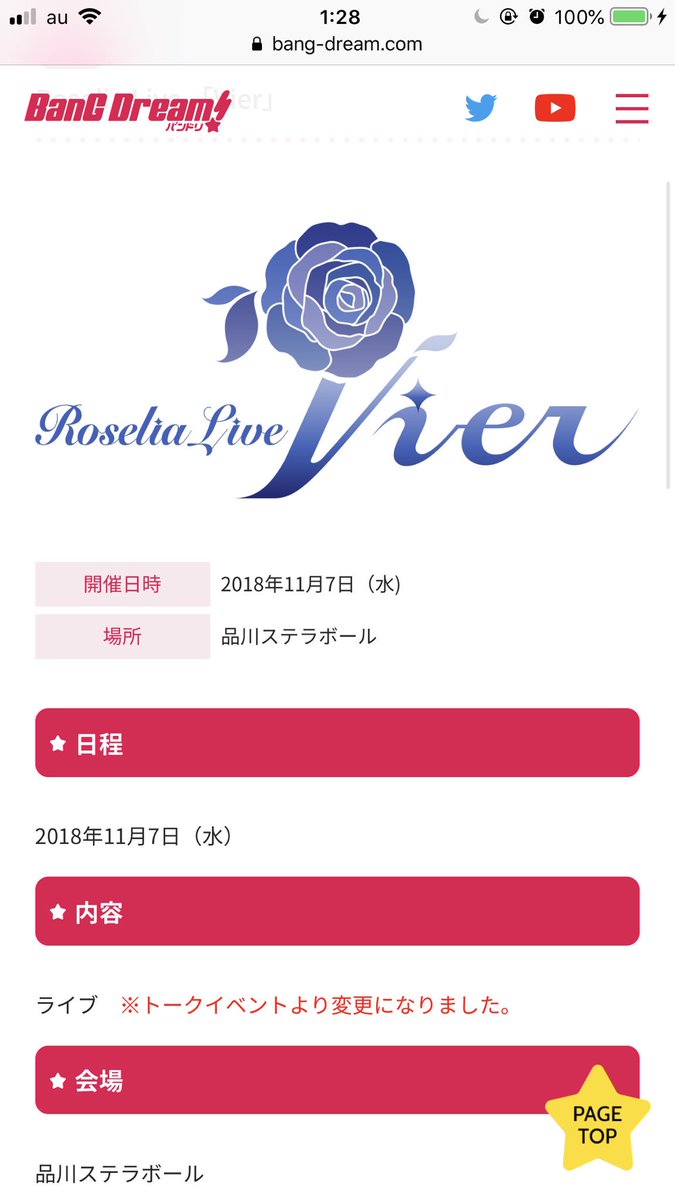 au 1:28 100%
bang-dream.com
BanG Dream!
バンドリ
Roselia Live 「Vier」
Roselia Live Vier
開催日時 2018年11月7日（水)
場所 品川ステラボール
日程
2018年11月7日（水）
内容
ライブ ※トークイベントより変更になりました。
会場
PAGE
TOP
品川ステラボール